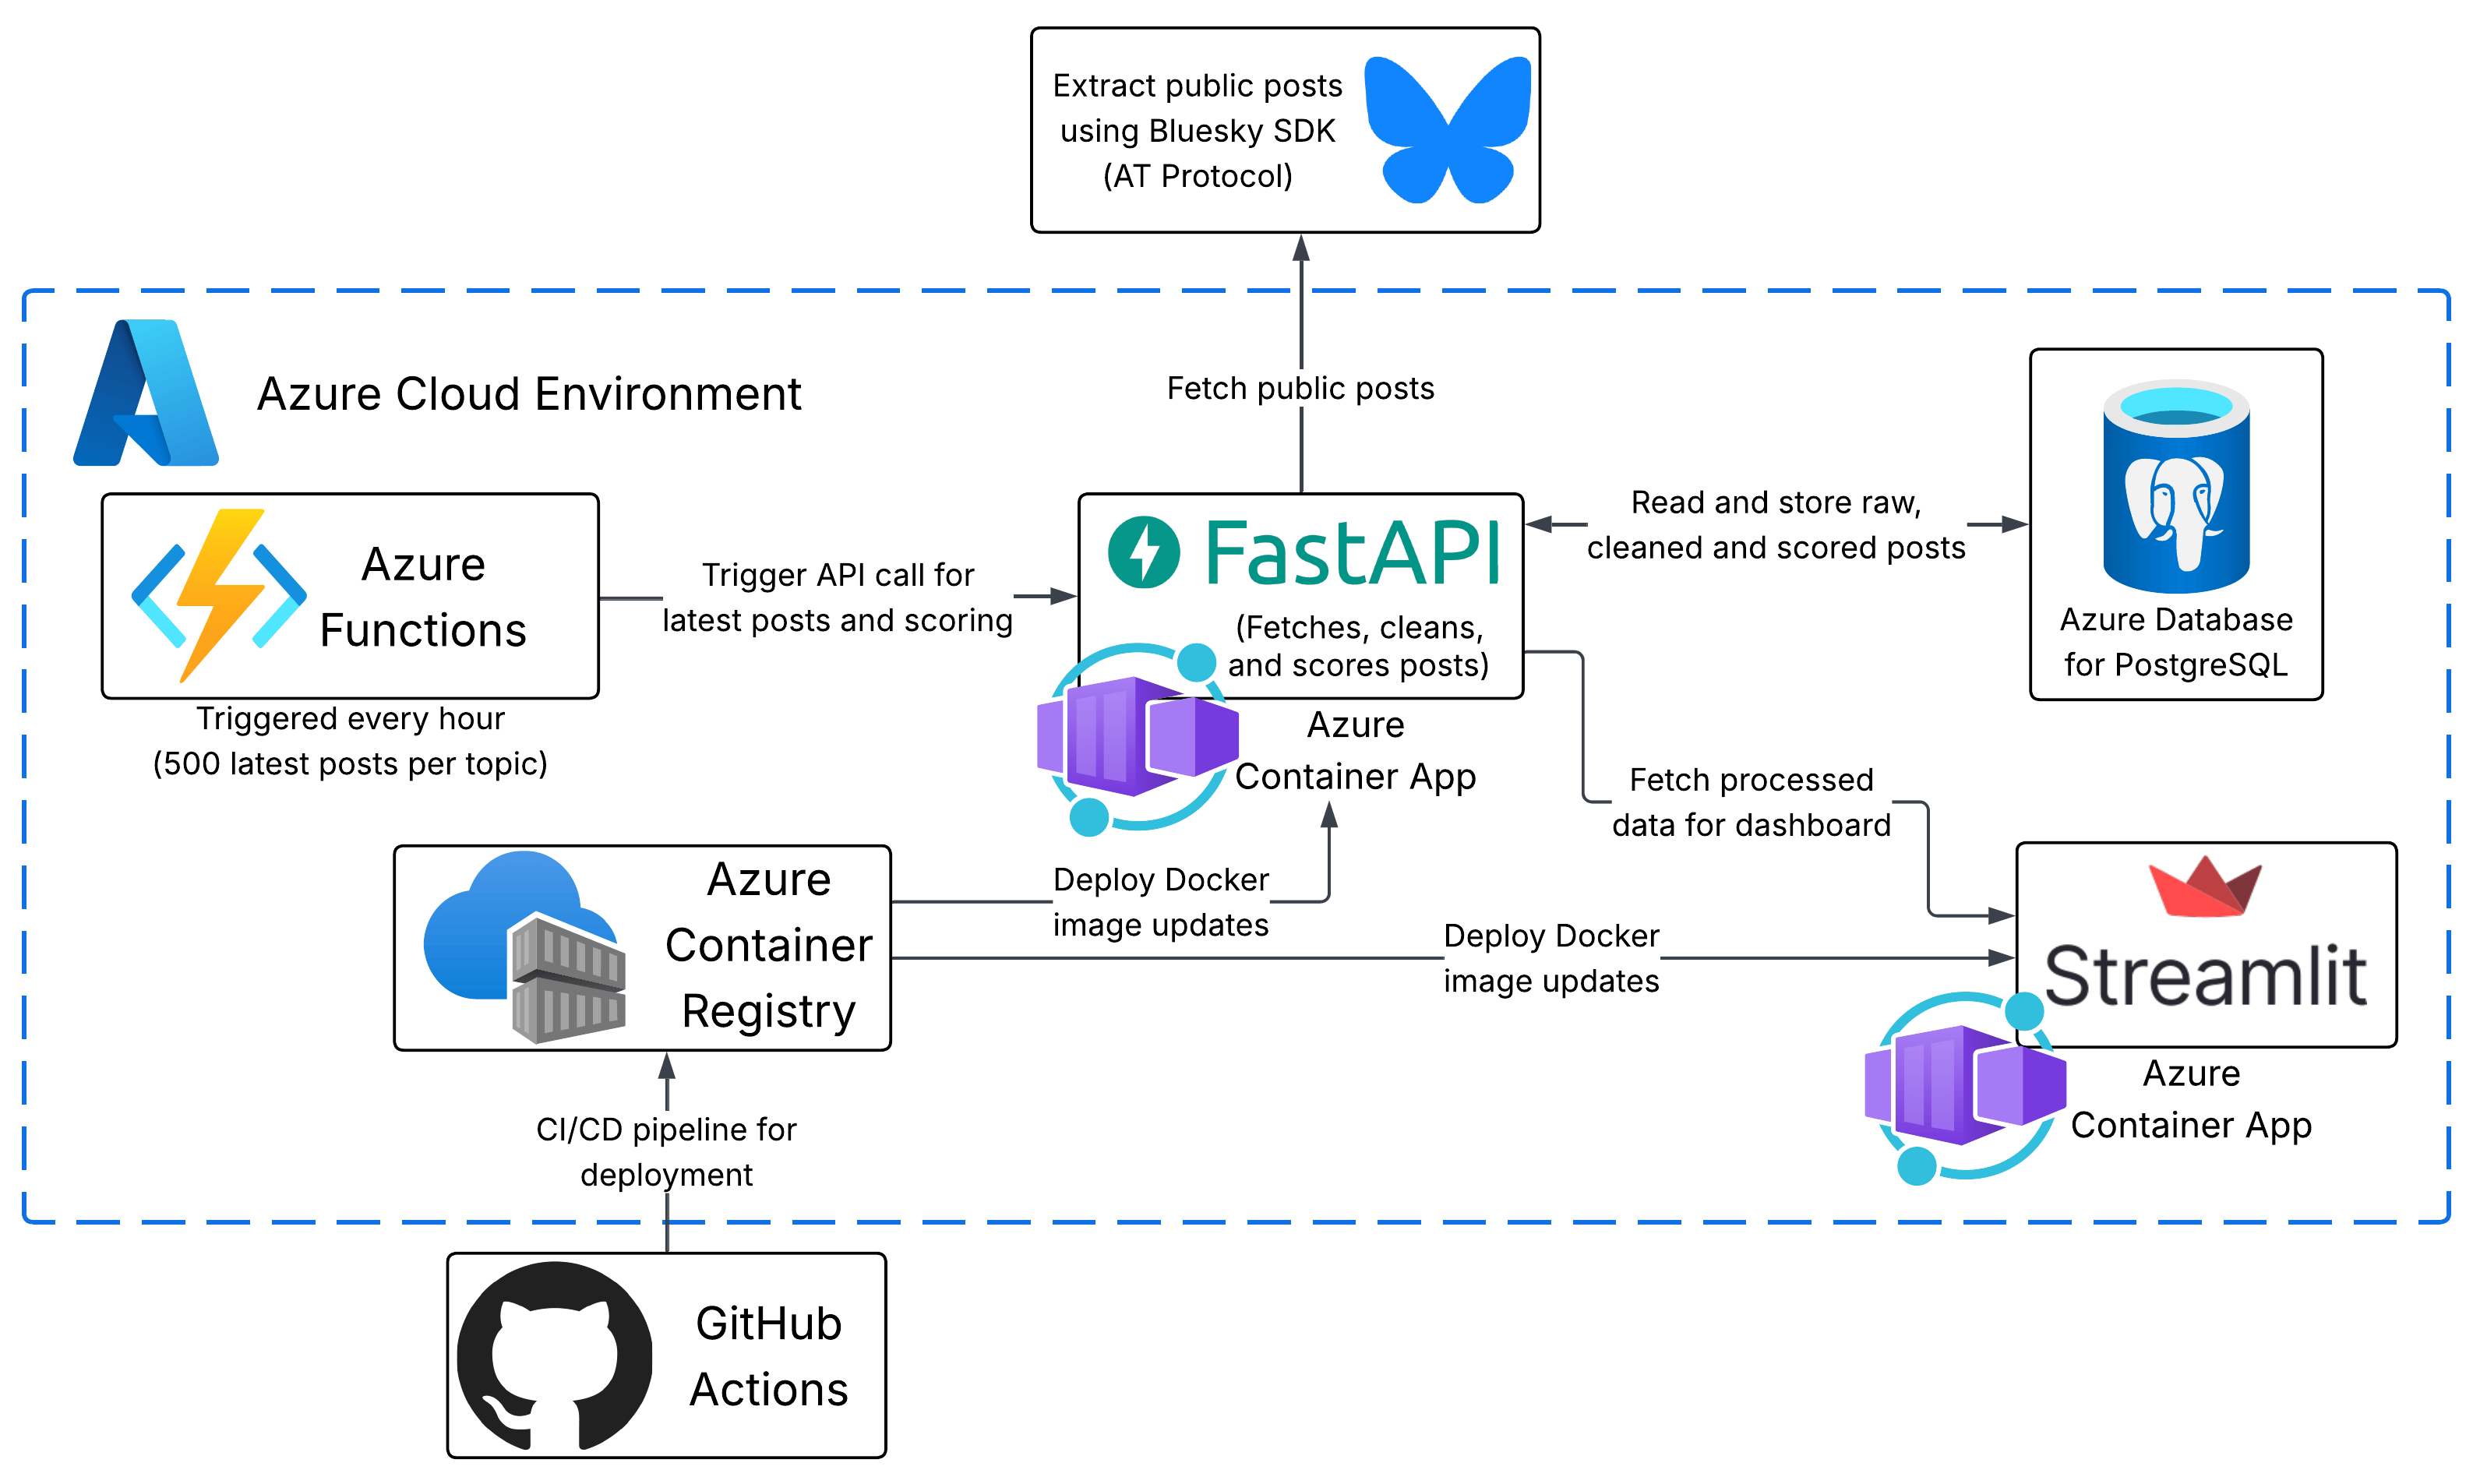 Extract public posts
using Bluesky SDK
(AT Protocol)
Azure Cloud Environment
Fetch public posts
Azure
Functions
Triggered every hour
(500 latest posts per topic)
Trigger API call for
latest posts and scoring
FastAPI
(Fetches, cleans,
and scores posts)
Azure
Container App
Read and store raw,
cleaned and scored posts
Azure Database
for PostgreSQL
Fetch processed
data for dashboard
Azure
Container
Registry
Deploy Docker
image updates
Deploy Docker
image updates
Streamlit
Azure
Container App
CI/CD pipeline for
deployment
GitHub
Actions